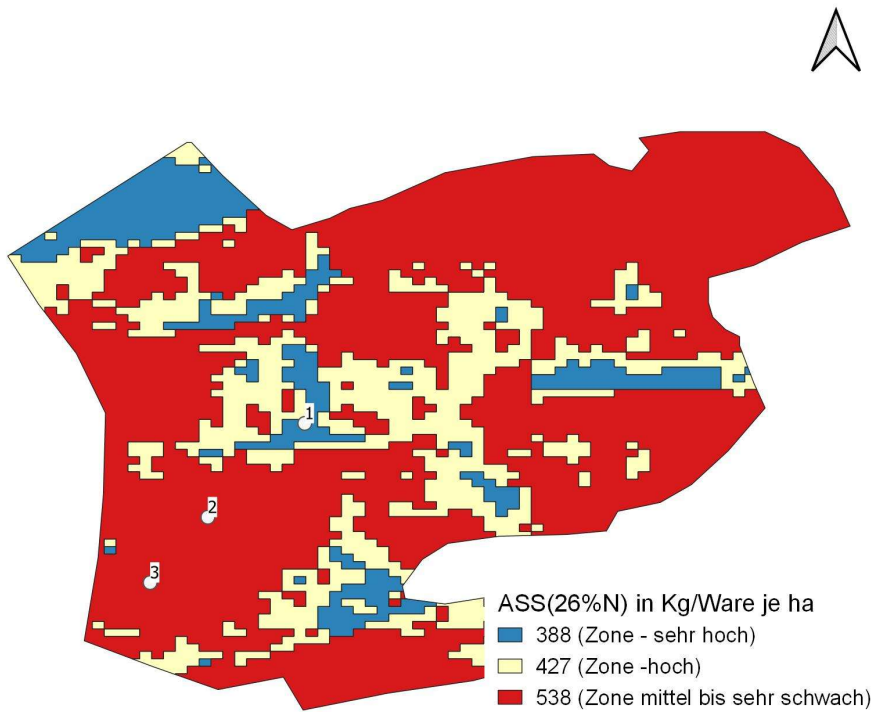 1
2
3
ASS(26%N) in Kg/Ware je ha
388 (Zone - sehr hoch)
427 (Zone -hoch)
538 (Zone mittel bis sehr schwach)